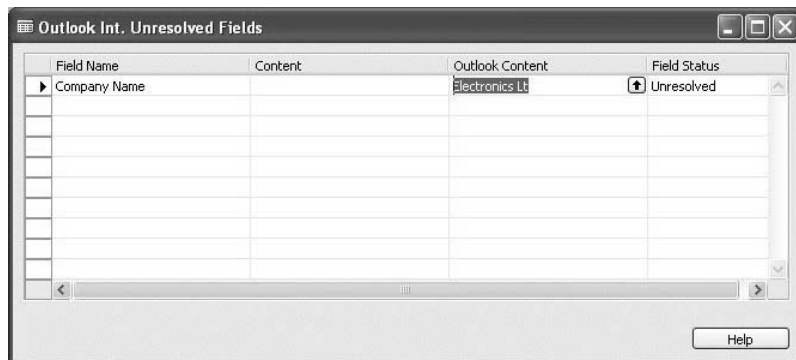 Outlook Int. Unresolved Fields
Field Name Content Outlook Content Field Status
Company Name Electronics Lt Unresolved
Help